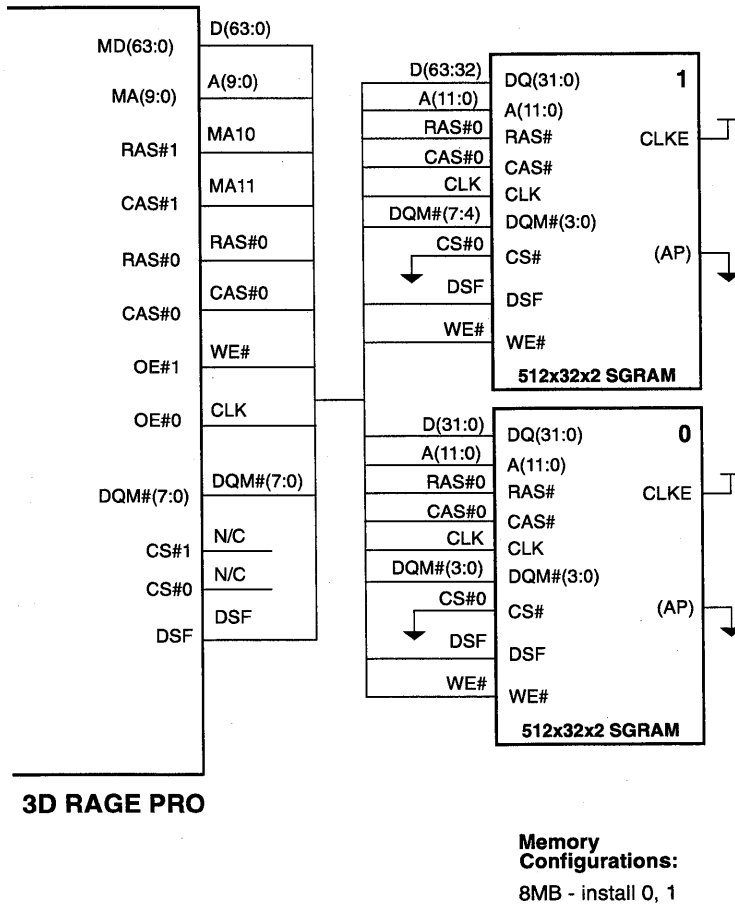 MD(63:0) D(63:0)
MA(9:0) A(9:0)
RAS#1 MA10
CAS#1 MA11
RAS#0 RAS#0
CAS#0 CAS#0
OE#1 WE#
OE#0 CLK
DQM#(7:0) DQM#(7:0)
CS#1 N/C
CS#0 N/C
DSF DSF
3D RAGE PRO
D(63:32) DQ(31:0) 1
A(11:0) A(11:0)
RAS#0 RAS# CLKE
CAS#0 CAS#
CLK CLK
DQM#(7:4) DQM#(3:0)
CS#0 CS# (AP)
DSF DSF
WE# WE#
512x32x2 SGRAM
D(31:0) DQ(31:0) 0
A(11:0) A(11:0)
RAS#0 RAS# CLKE
CAS#0 CAS#
CLK CLK
DQM#(3:0) DQM#(3:0)
CS#0 CS# (AP)
DSF DSF
WE# WE#
512x32x2 SGRAM
Memory
Configurations:
8MB - install 0, 1